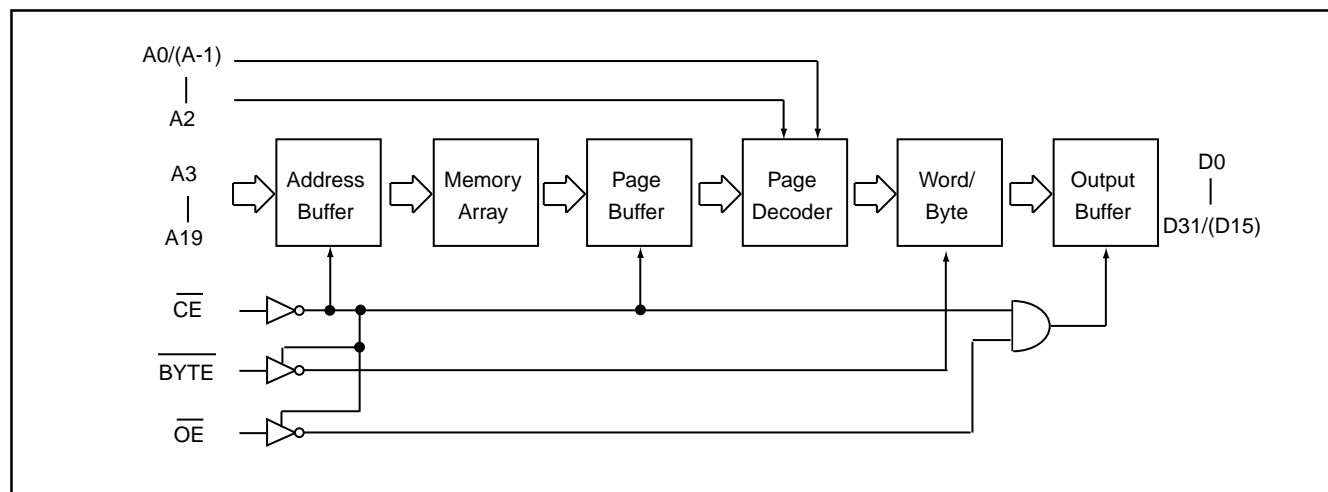 A0/(A-1)
A2
A3
A19
Address
Buffer
Memory
Array
Page
Buffer
Page
Decoder
Word/
Byte
Output
Buffer
D0
D31/(D15)
CE
BYTE
OE